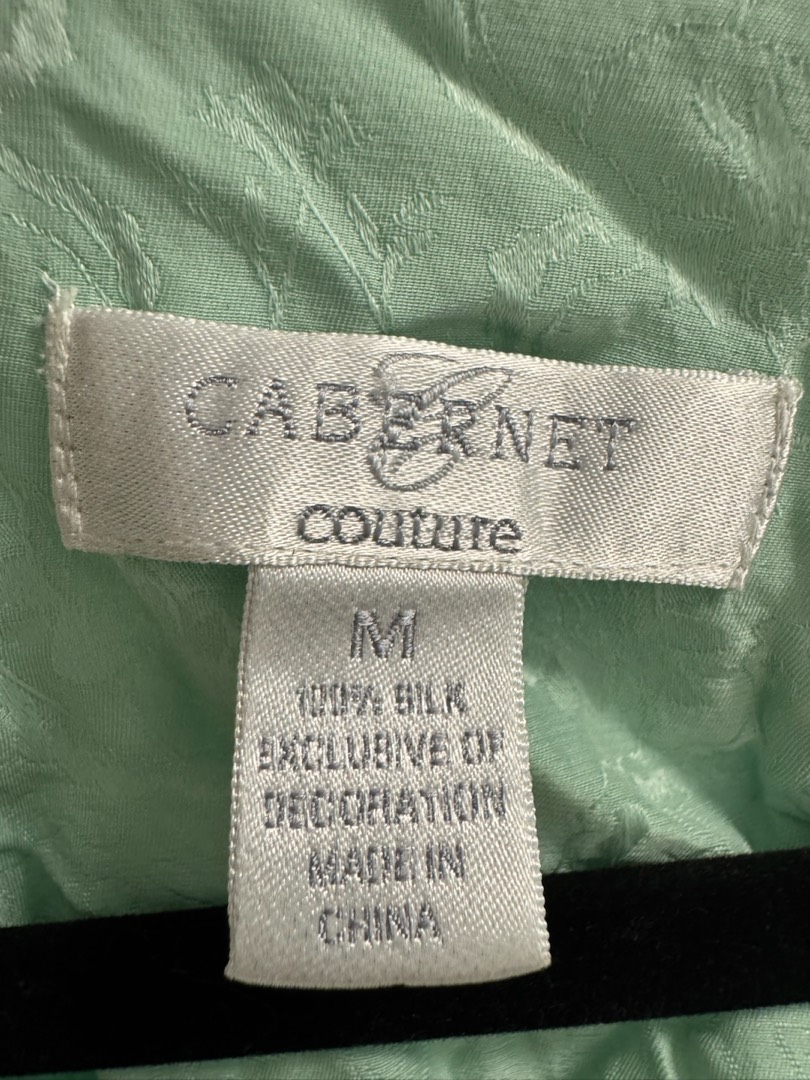 CABERNET
C
couture
M
100% SILK
EXCLUSIVE OF
DECORATION
MADE IN
CHINA